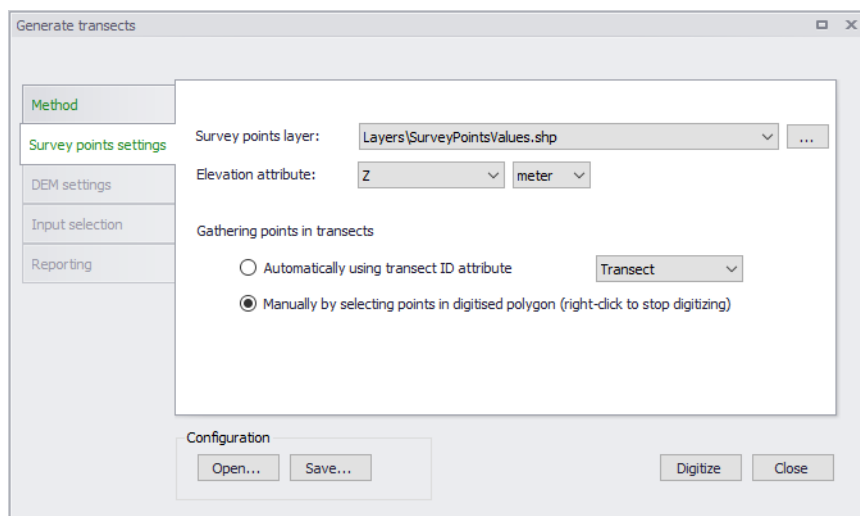 Generate transects
Method
Survey points settings
DEM settings
Input selection
Reporting
Survey points layer: Layers\SurveyPointsValues.shp ...
Elevation attribute: Z meter
Gathering points in transects
Automatically using transect ID attribute Transect
Manually by selecting points in digitised polygon (right-click to stop digitizing)
Configuration
Open... Save... Digitize Close